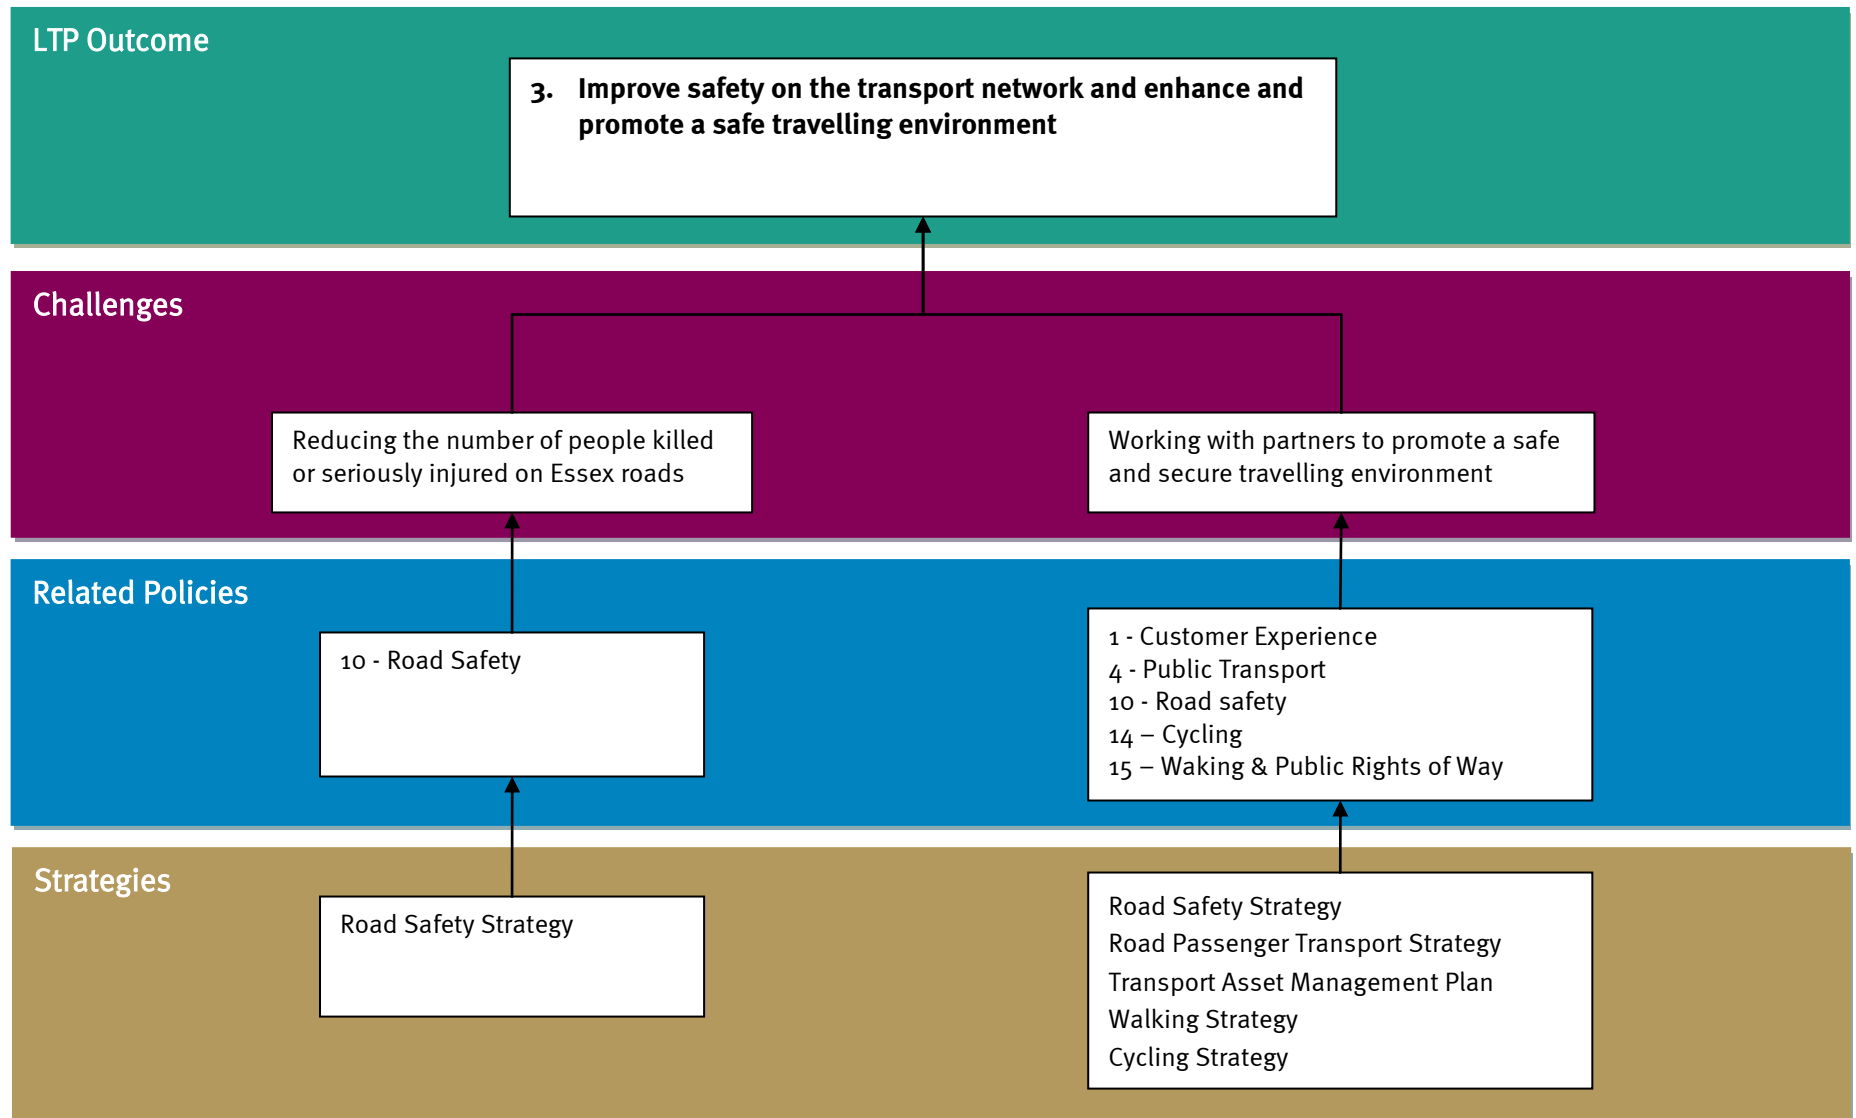 LTP Outcome
3. Improve safety on the transport network and enhance and
promote a safe travelling environment
Challenges
Reducing the number of people killed
or seriously injured on Essex roads
Working with partners to promote a safe
and secure travelling environment
Related Policies
10 - Road Safety
1 - Customer Experience
4 - Public Transport
10 - Road safety
14 – Cycling
15 – Waking & Public Rights of Way
Strategies
Road Safety Strategy
Road Safety Strategy
Road Passenger Transport Strategy
Transport Asset Management Plan
Walking Strategy
Cycling Strategy